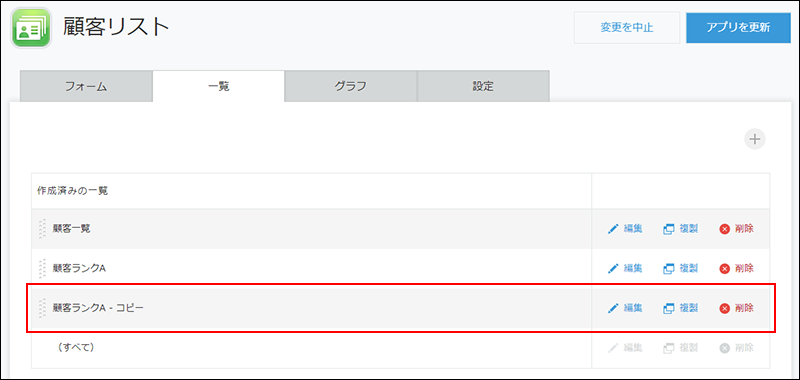 顧客リスト
変更を中止 アプリを更新
フォーム 一覧 グラフ 設定
作成済みの一覧
顧客一覧 編集 複製 削除
顧客ランクA 編集 複製 削除
顧客ランクA - コピー 編集 複製 削除
（すべて） 編集 複製 削除